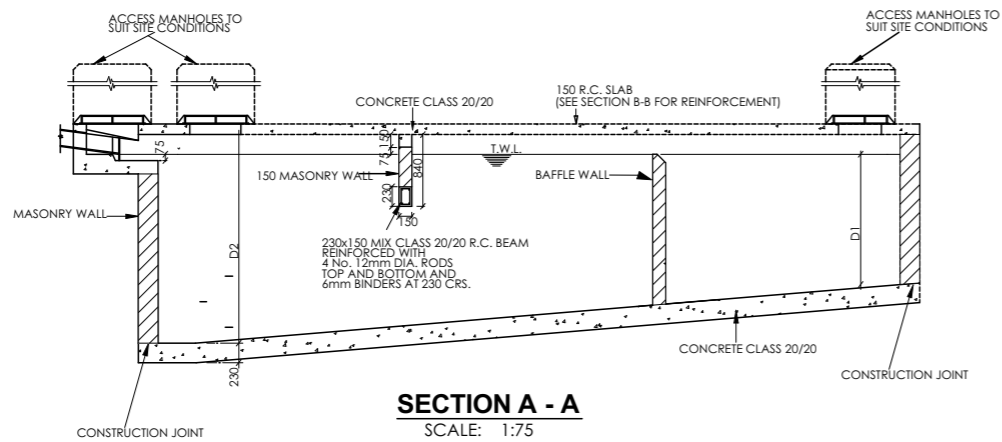 ACCESS MANHOLES TO
SUIT SITE CONDITIONS
ACCESS MANHOLES TO
SUIT SITE CONDITIONS
150 R.C. SLAB
(SEE SECTION B-B FOR REINFORCEMENT)
CONCRETE CLASS 20/20
75
150
75
840
T.W.L.
150 MASONRY WALL
BAFFLE WALL
230
150
MASONRY WALL
D2
D1
230x150 MIX CLASS 20/20 R.C. BEAM
REINFORCED WITH
4 No. 12mm DIA. RODS
TOP AND BOTTOM AND
6mm BINDERS AT 230 CRS.
CONCRETE CLASS 20/20
230
CONSTRUCTION JOINT
SECTION A - A
SCALE: 1:75
CONSTRUCTION JOINT